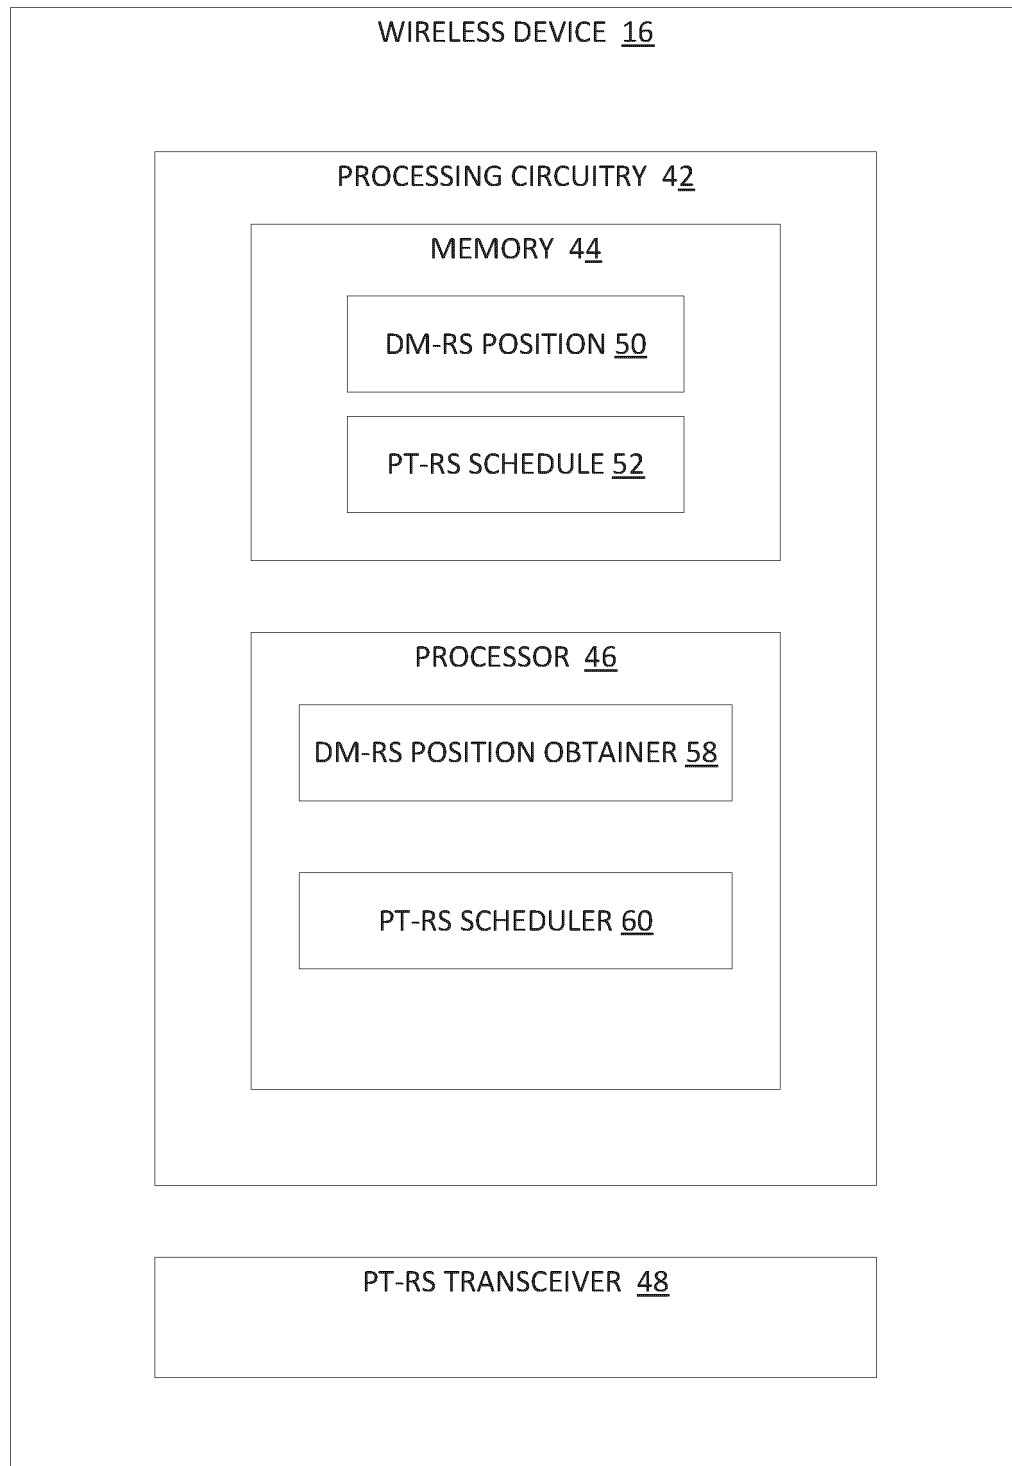 WIRELESS DEVICE 16
PROCESSING CIRCUITRY 42
MEMORY 44
DM-RS POSITION 50
PT-RS SCHEDULE 52
PROCESSOR 46
DM-RS POSITION OBTAINER 58
PT-RS SCHEDULER 60
PT-RS TRANSCEIVER 48